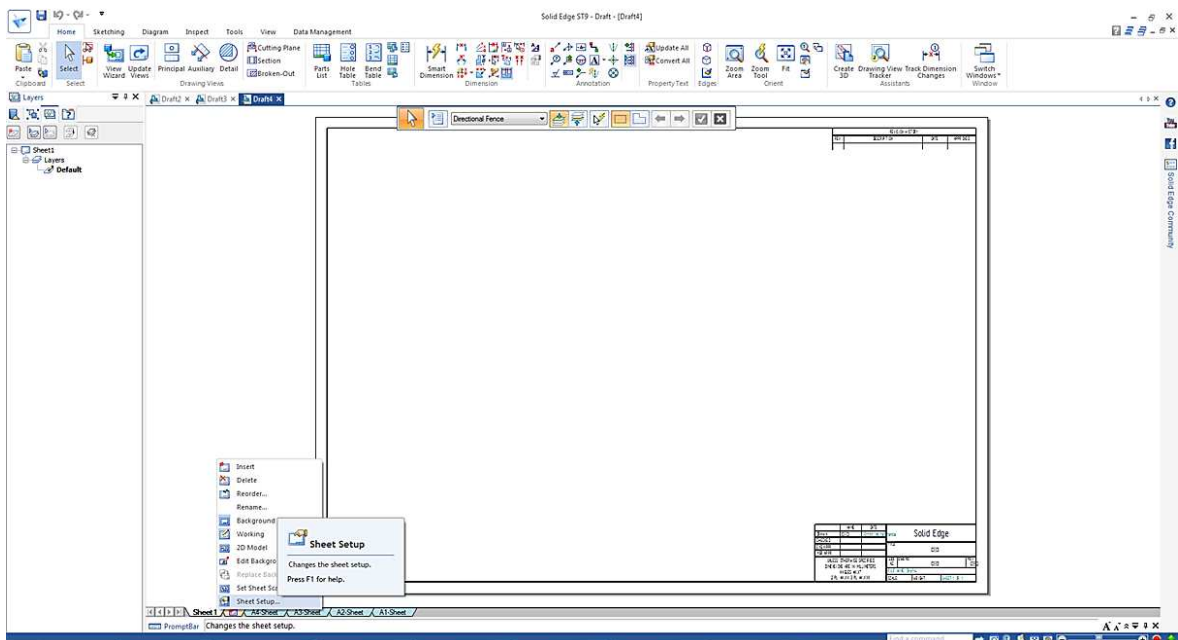 Solid Edge ST9 - Draft - [Draft4]
Home Sketching Diagram Inspect Tools View Data Management
Paste
Select
View Wizard
Update Views
Principal Auxiliary Detail
Cutting Plane
Section
Broken-Out
Parts List
Hole Table
Bend Table
Smart Dimension
Update All
Convert All
Zoom Area
Zoom Tool
Fit
Create 3D
Drawing View Tracker
Track Dimension Changes
Switch Windows
Clipboard Select Drawing Views Tables Dimension Annotation Property Text Edges Orient Assistants Window
Layers
Draft2 Draft3 Draft4
Directional Fence
Sheet1
Layers
Default
Solid Edge Community
Insert
Delete
Reorder...
Rename...
Background
Working
2D Model
Edit Backgro
Replace Back
Set Sheet Sc
Sheet Setup...
Sheet Setup
Changes the sheet setup.
Press F1 for help.
Solid Edge
Sheet1 A4-Sheet A3-Sheet A2-Sheet A1-Sheet
PromptBar Changes the sheet setup.
Find a command